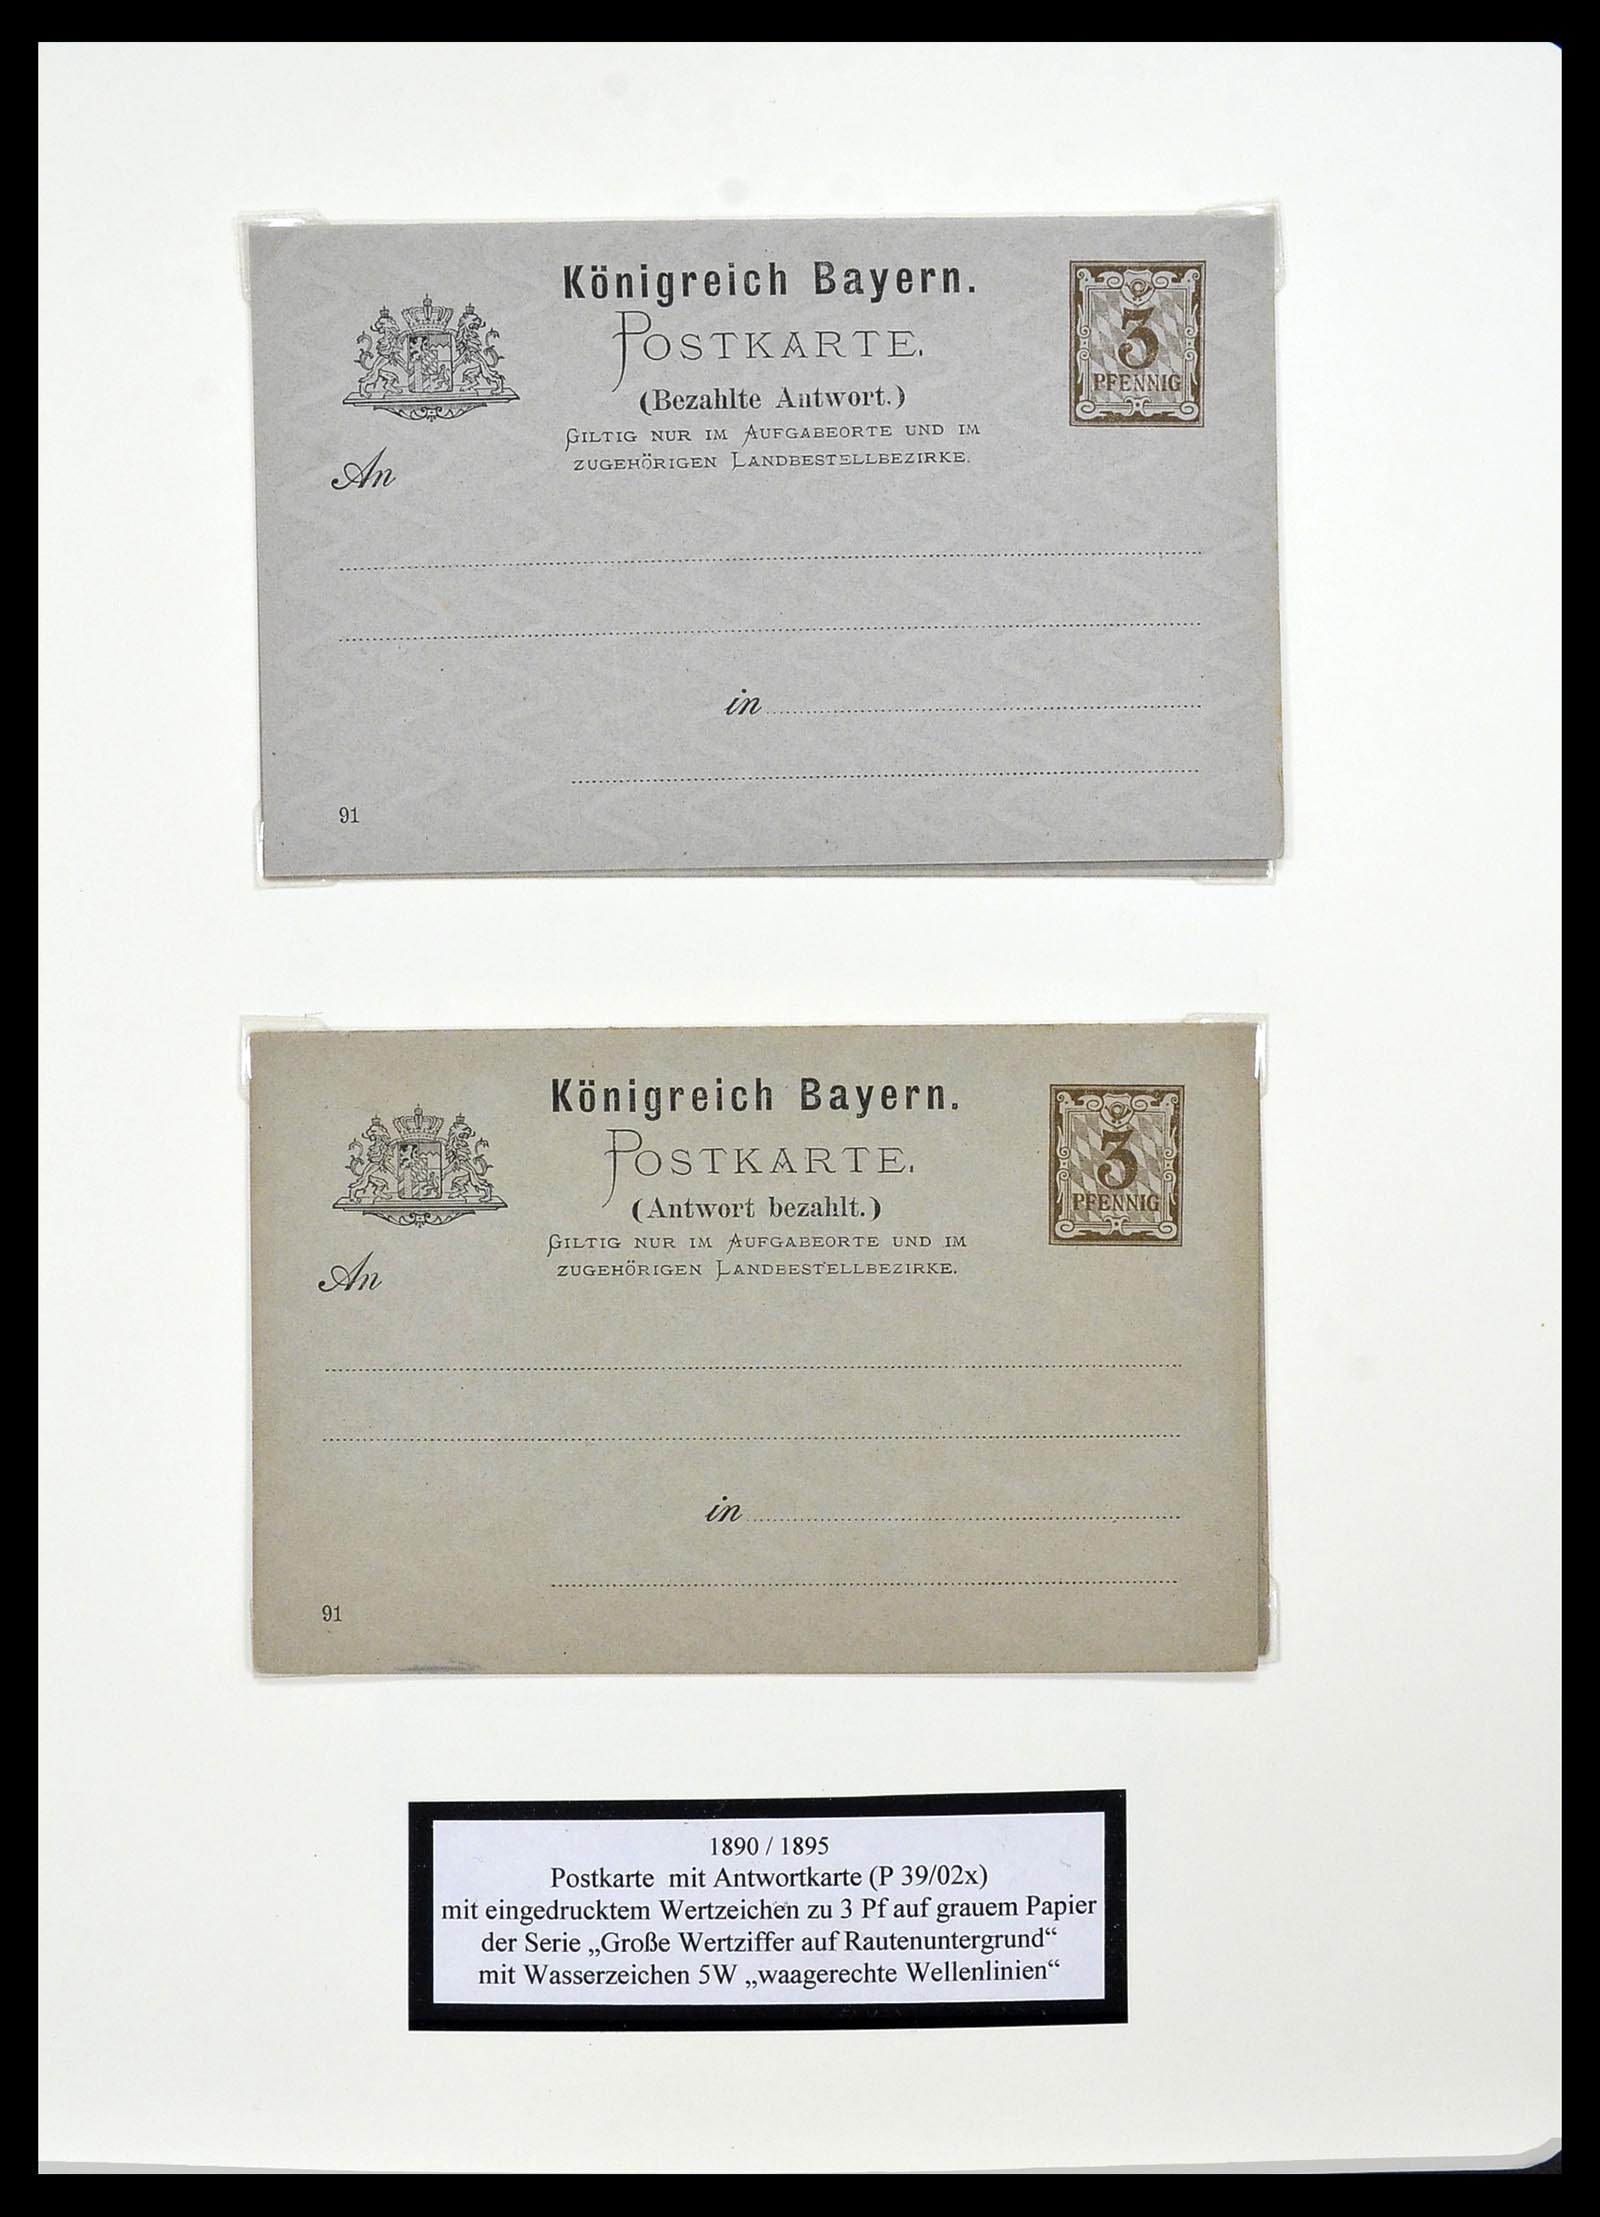 Königreich Bayern.
POSTKARTE.
(Bezahlte Antwort.)
GILTIG NUR IM AUFGABEORTE UND IM
ZUGEHÖRIGEN LANDBESTELLBEZIRKE.
3
PFENNIG
An
in
91
Königreich Bayern.
POSTKARTE.
(Antwort bezahlt.)
GILTIG NUR IM AUFGABEORTE UND IM
ZUGEHÖRIGEN LANDBESTELLBEZIRKE.
3
PFENNIG
An
in
91
1890 / 1895
Postkarte mit Antwortkarte (P 39/02x)
mit eingedrucktem Wertzeichen zu 3 Pf auf grauem Papier
der Serie „Große Wertziffer auf Rautenuntergrund“
mit Wasserzeichen 5W „waagerechte Wellenlinien“